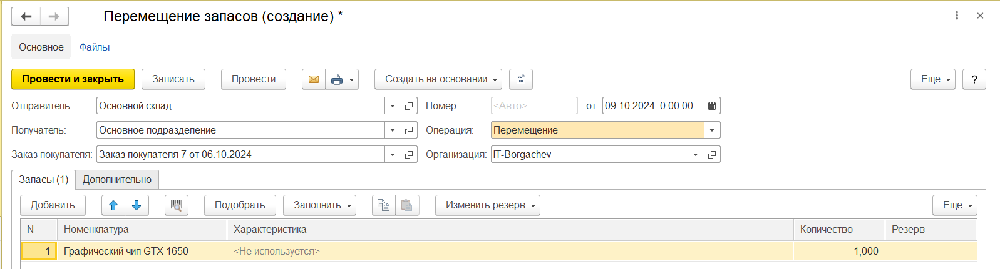 Перемещение запасов (создание) *
Основное Файлы
Провести и закрыть Записать Провести Создать на основании Еще ?
Отправитель: Основной склад Номер: <Авто> от: 09.10.2024 0:00:00
Получатель: Основное подразделение Операция: Перемещение
Заказ покупателя: Заказ покупателя 7 от 06.10.2024 Организация: IT-Borgachev
Запасы (1) Дополнительно
Добавить Подобрать Заполнить Изменить резерв Еще
N Номенклатура Характеристика Количество Резерв
1 Графический чип GTX 1650 <Не используется> 1,000